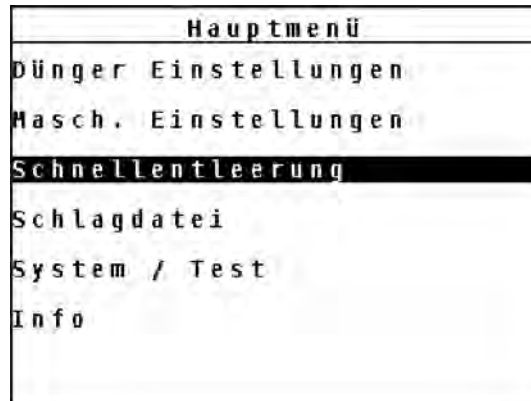 Hauptmenü
Dünger Einstellungen
Masch. Einstellungen
Schnellentleerung
Schlagdatei
System / Test
Info